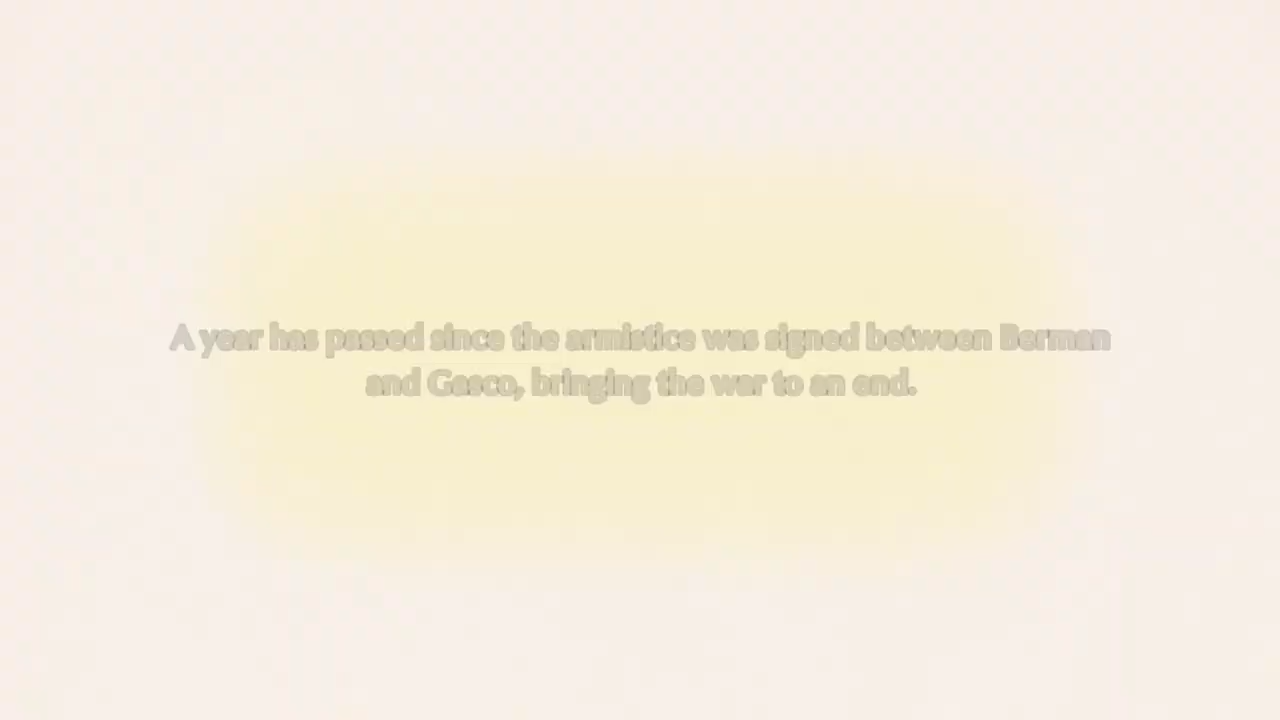 A year has passed since the armistice was signed between Berman
and Gasco, bringing the war to an end.